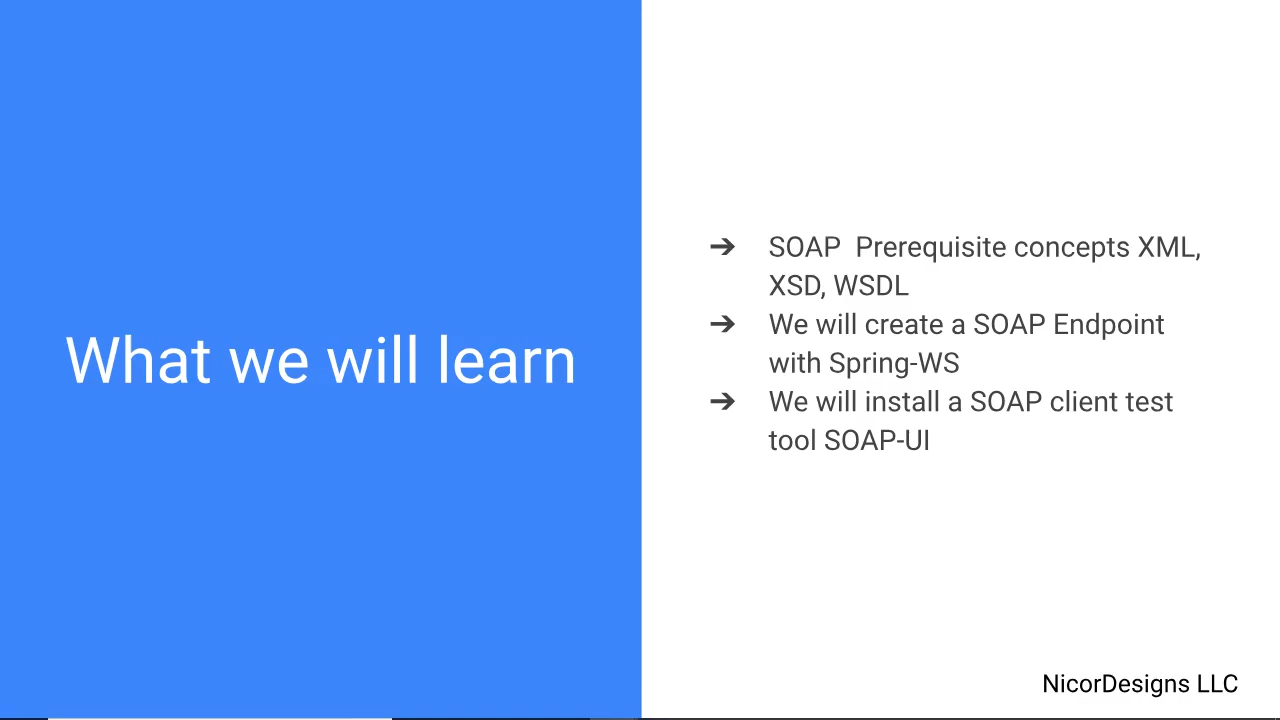 What we will learn
➔ SOAP  Prerequisite concepts XML,
XSD, WSDL
➔ We will create a SOAP Endpoint
with Spring-WS
➔ We will install a SOAP client test
tool SOAP-UI
NicorDesigns LLC